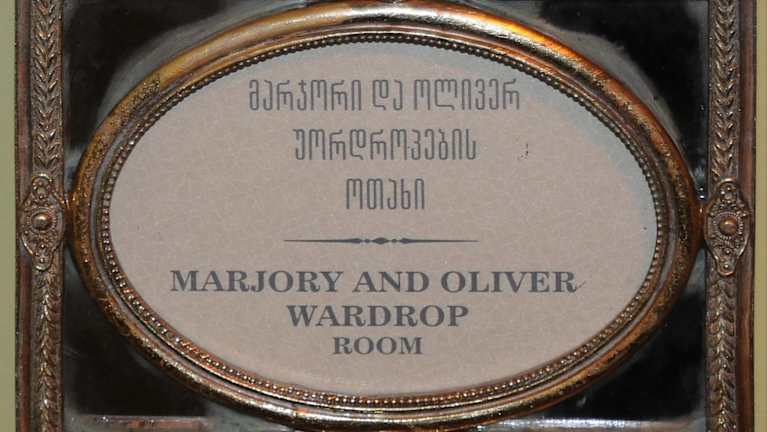 მარჯორი და ოლივერ
უორდროპების
ოთახი
MARJORY AND OLIVER
WARDROP
ROOM